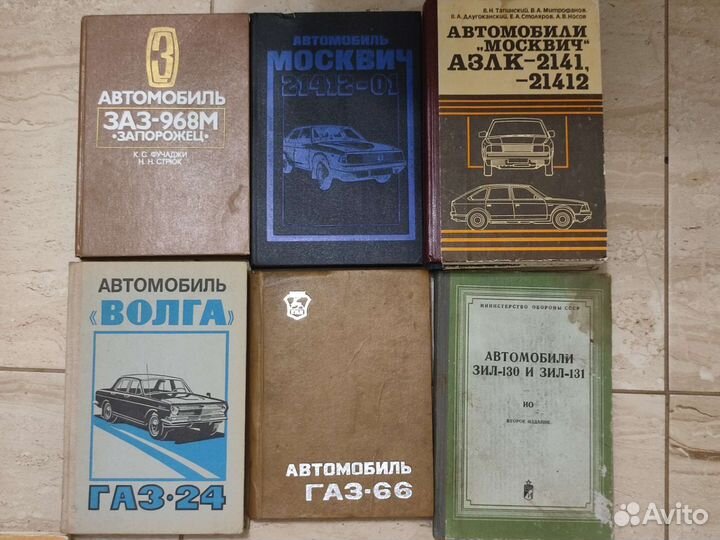 З
АВТОМОБИЛЬ
ЗАЗ-968М
«ЗАПОРОЖЕЦ»
К. С. ФУЧАДЖИ
Н. Н. СТРЮК
АВТОМОБИЛЬ
МОСКВИЧ
21412-01
В.Н. Тапинский, В.А. Митрофанов,
В.А. Длугоканский, Е.А. Столяров, А.В. Носов
АВТОМОБИЛИ
„МОСКВИЧ"
АЗЛК-2141,
-21412
АВТОМОБИЛЬ
«ВОЛГА»
ГАЗ·24
АВТОМОБИЛЬ
ГАЗ-66
МИНИСТЕРСТВО ОБОРОНЫ СССР
АВТОМОБИЛИ
ЗИЛ-130 И ЗИЛ-131
ИО
ВТОРОЕ ИЗДАНИЕ
Avito